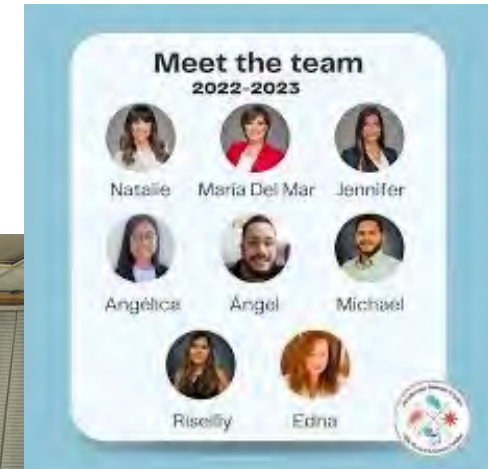 Meet the team
2022-2023
Natalie María Del Mar Jennifer
Angélica Ángel Michael
Riseilly Edna